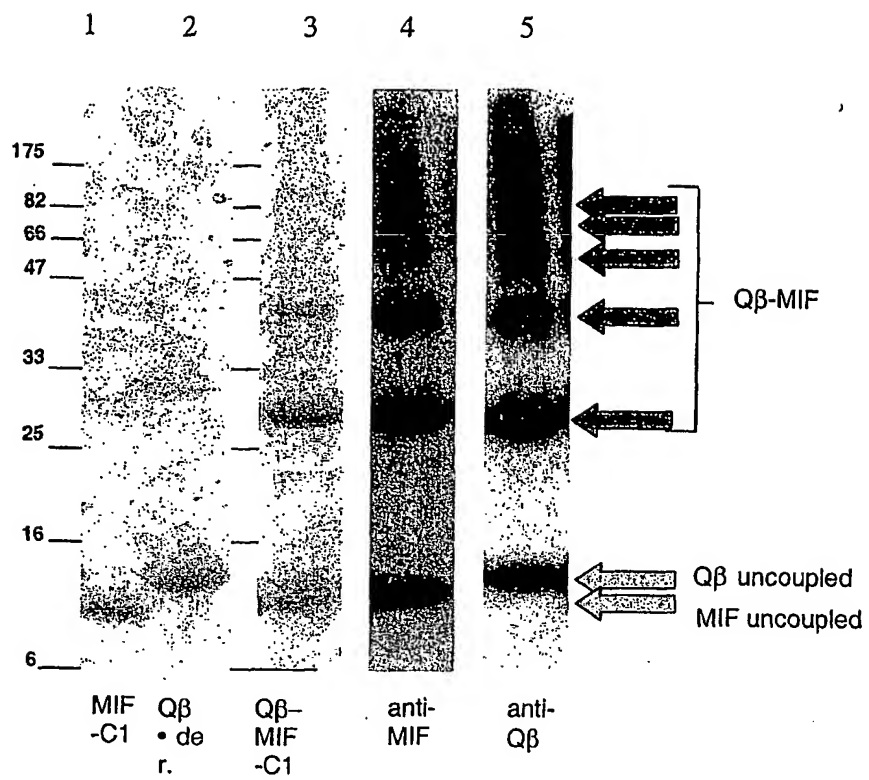 1 2 3 4 5
175
82
66
47
33
25
16
6
Qβ-MIF
Qβ uncoupled
MIF uncoupled
MIF
-C1
Qβ
• de
r.
Qβ–
MIF
-C1
anti-
MIF
anti-
Qβ